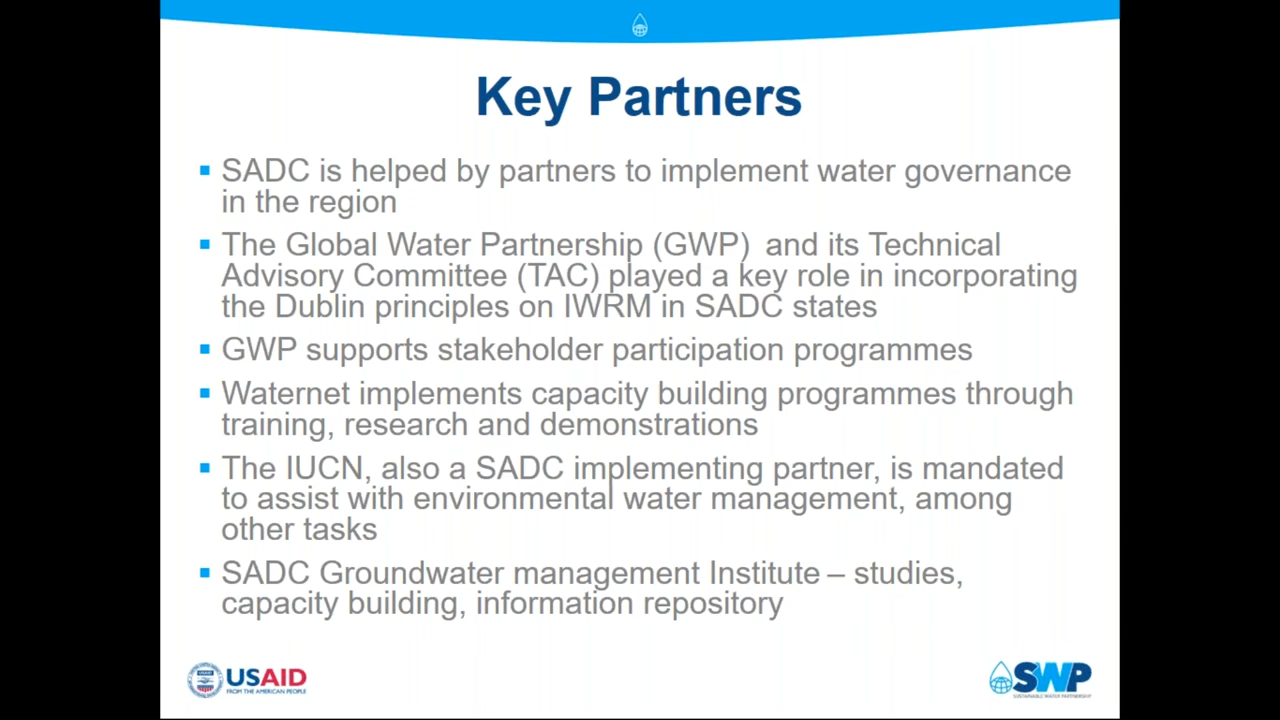 Key Partners
SADC is helped by partners to implement water governance
in the region
The Global Water Partnership (GWP) and its Technical
Advisory Committee (TAC) played a key role in incorporating
the Dublin principles on IWRM in SADC states
GWP supports stakeholder participation programmes
Waternet implements capacity building programmes through
training, research and demonstrations
The IUCN, also a SADC implementing partner, is mandated
to assist with environmental water management, among
other tasks
SADC Groundwater management Institute – studies,
capacity building, information repository
USAID
FROM THE AMERICAN PEOPLE
SWP
SUSTAINABLE WATER PARTNERSHIP